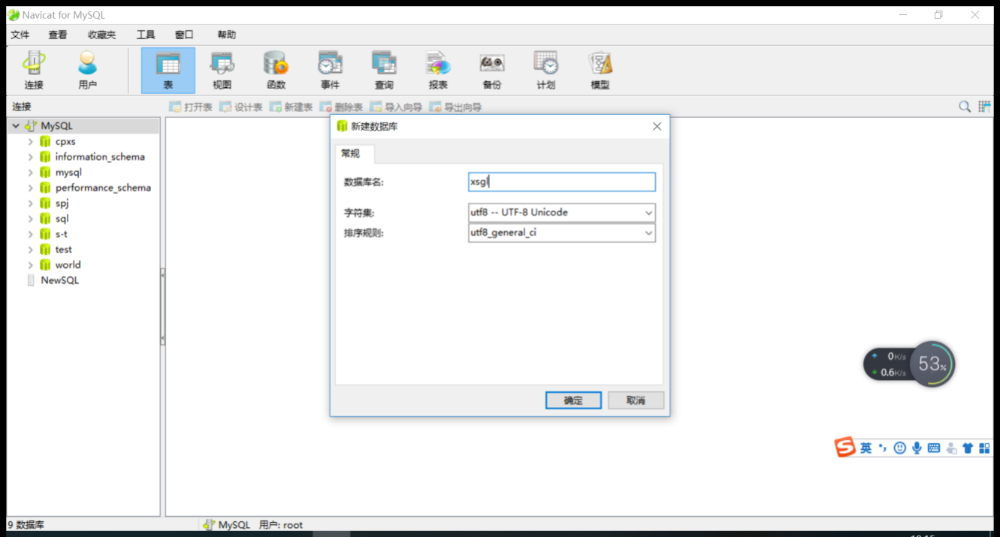 Navicat for MySQL
文件 查看 收藏夹 工具 窗口 帮助
连接 用户 表 视图 函数 事件 查询 报表 备份 计划 模型
连接 打开表 设计表 新建表 删除表 导入向导 导出向导
MySQL
cpxs
information_schema
mysql
performance_schema
spj
sql
s-t
test
world
NewSQL
新建数据库
常规
数据库名: xsgl
字符集: utf8 -- UTF-8 Unicode
排序规则: utf8_general_ci
确定 取消
0K/s
0.6K/s
53%
英
9 数据库 MySQL 用户: root